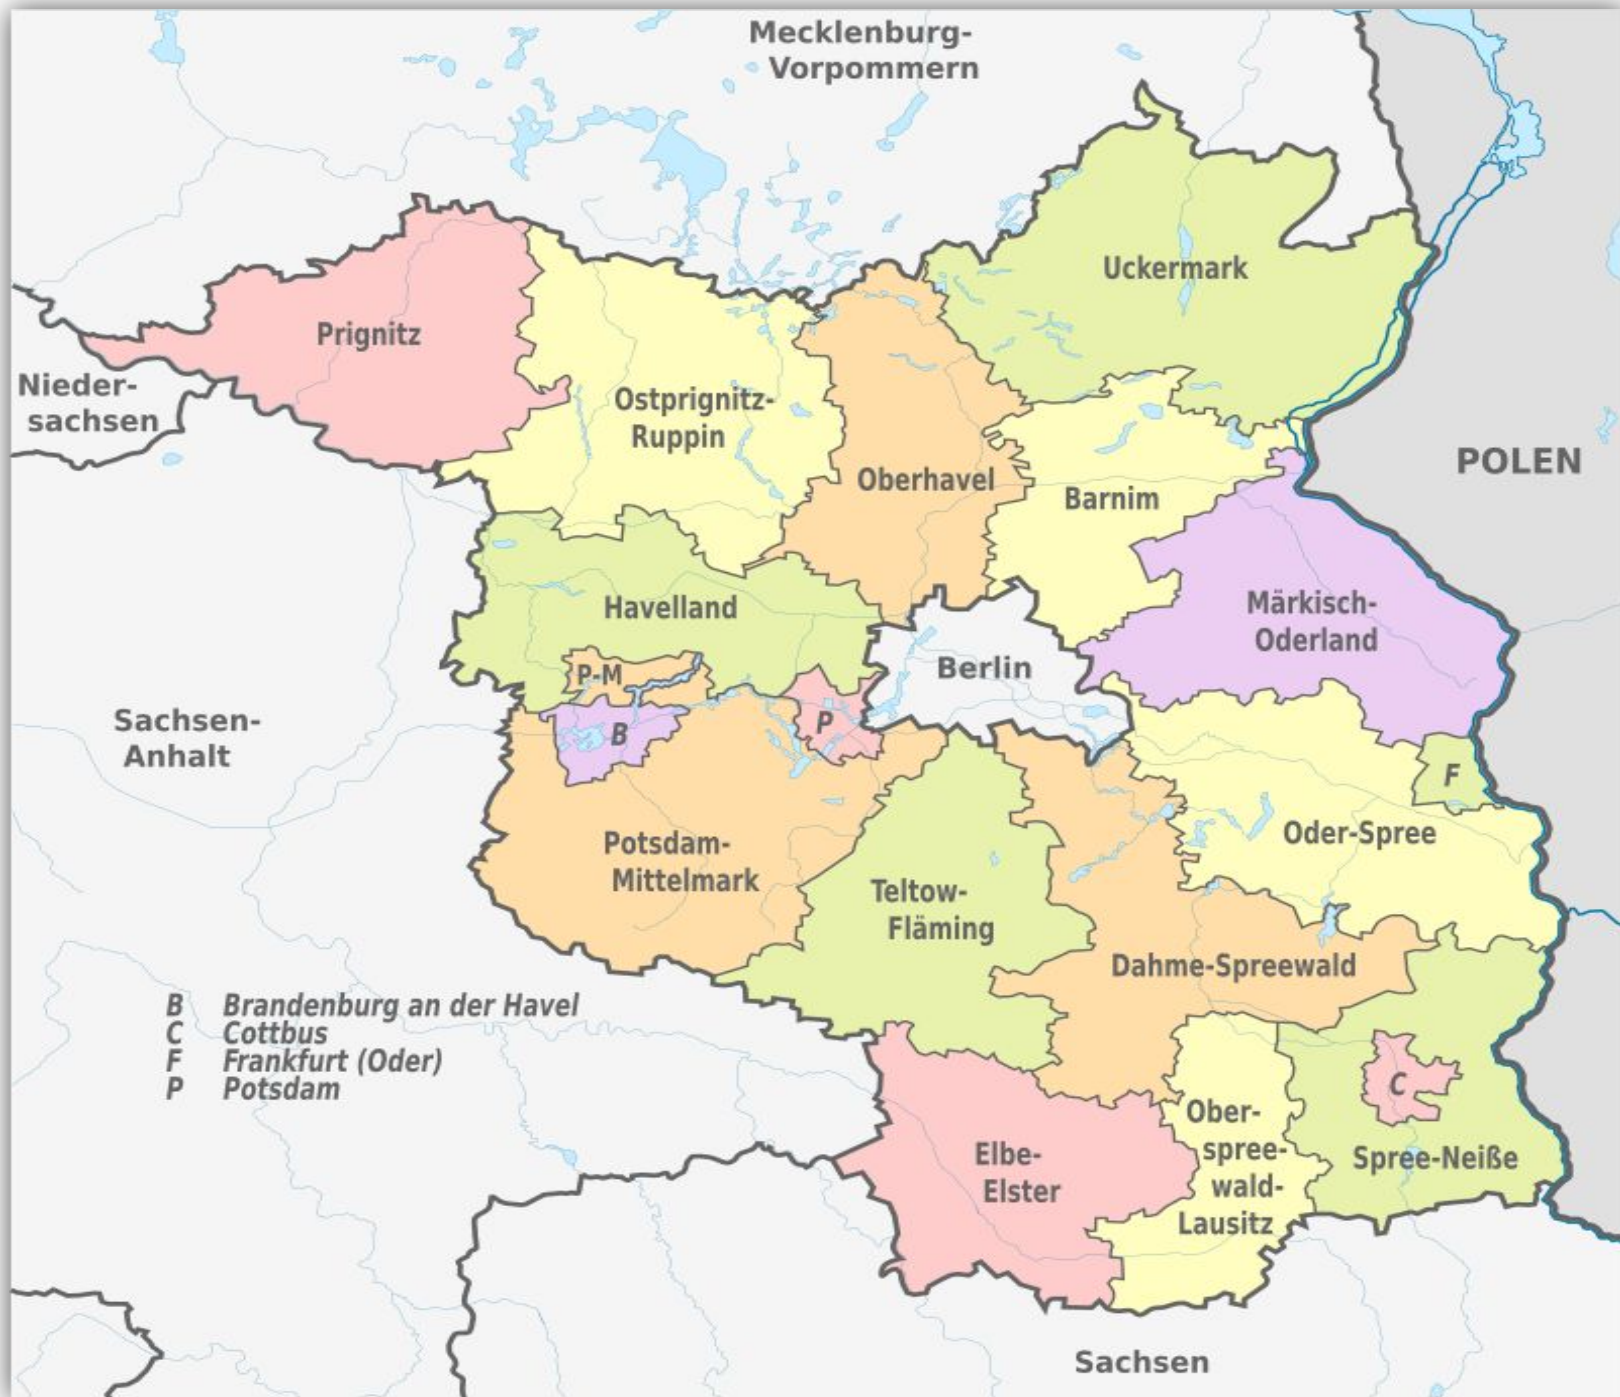 Mecklenburg-
Vorpommern
Uckermark
Prignitz
Nieder-
sachsen
Ostprignitz-
Ruppin
Oberhavel
Barnim
POLEN
Havelland
Märkisch-
Oderland
P-M
Berlin
Sachsen-
Anhalt
B
P
F
Potsdam-
Mittelmark
Oder-Spree
Teltow-
Fläming
Dahme-Spreewald
B Brandenburg an der Havel
C Cottbus
F Frankfurt (Oder)
P Potsdam
C
Ober-
spree-
wald-
Lausitz
Elbe-
Elster
Spree-Neiße
Sachsen